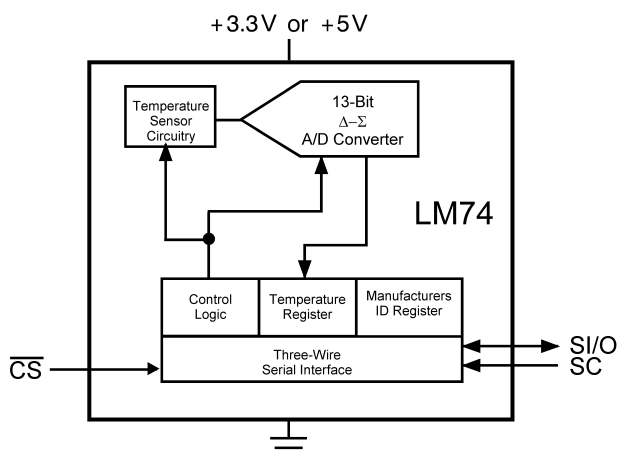 +3.3V or +5V
Temperature
Sensor
Circuitry
13-Bit
Δ–Σ
A/D Converter
LM74
Control
Logic
Temperature
Register
Manufacturers
ID Register
Three-Wire
Serial Interface
C̅S̅
SI/O
SC